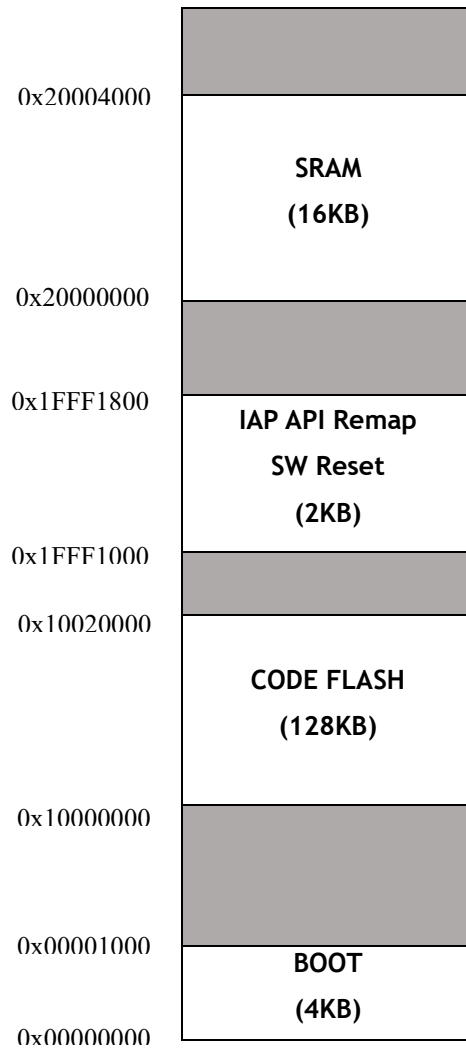 0x20004000
SRAM
(16KB)
0x20000000
0x1FFF1800
IAP API Remap
SW Reset
(2KB)
0x1FFF1000
0x10020000
CODE FLASH
(128KB)
0x10000000
0x00001000
BOOT
(4KB)
0x00000000